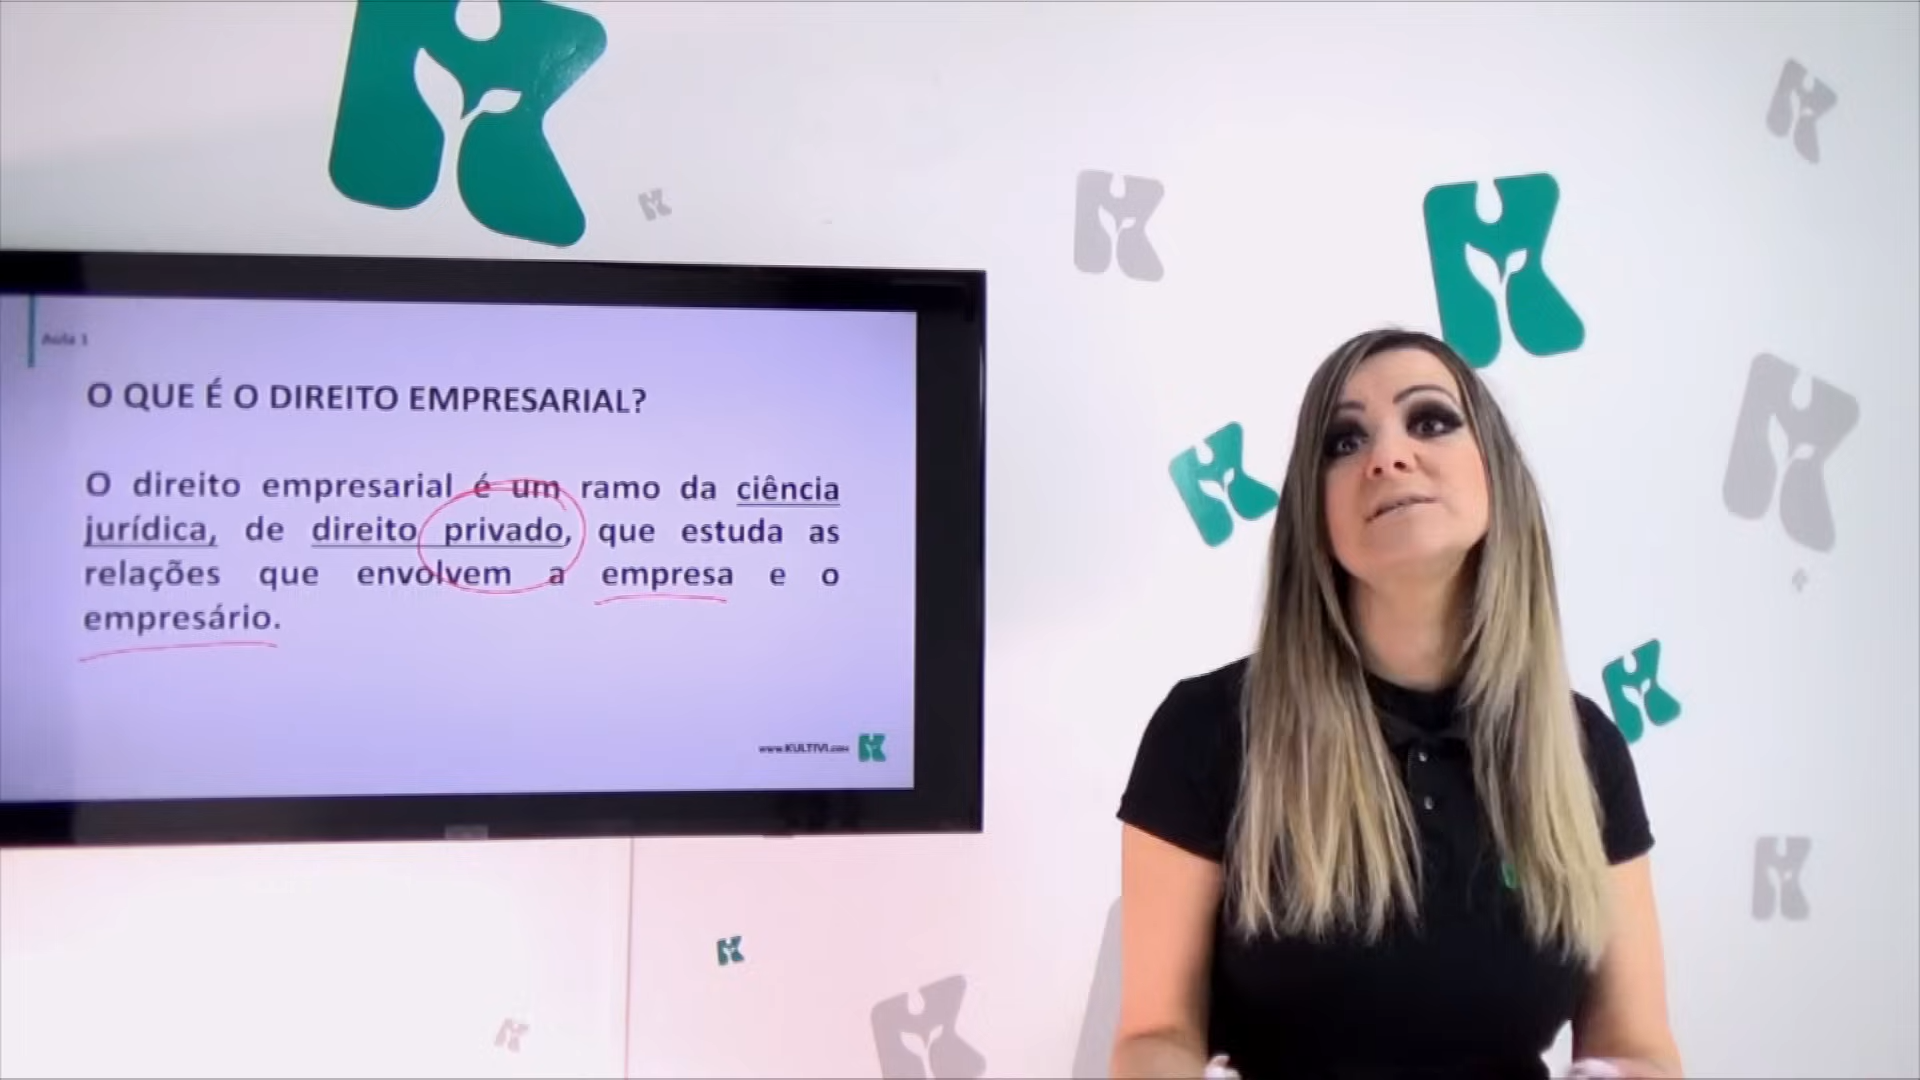 Aula 1
O QUE É O DIREITO EMPRESARIAL?
O direito empresarial é um ramo da ciência
jurídica, de direito privado, que estuda as
relações que envolvem a empresa e o
empresário.
www.KULTIVI.com